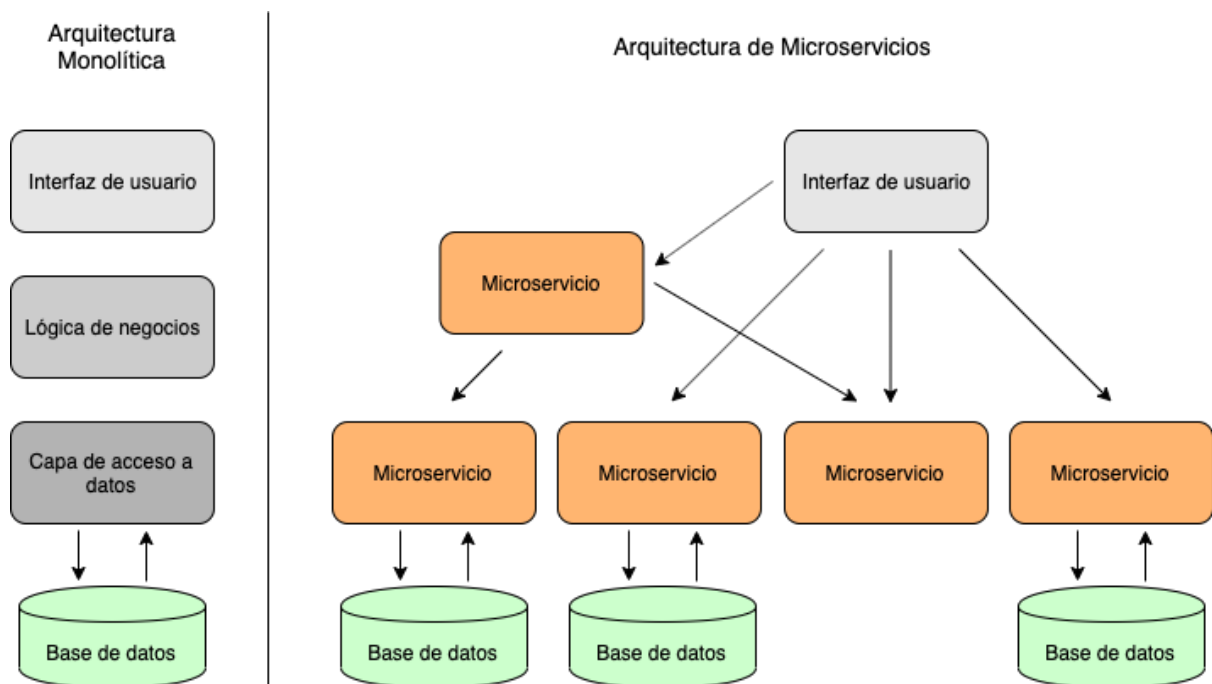 Arquitectura
Monolítica
Interfaz de usuario
Lógica de negocios
Capa de acceso a
datos
Base de datos
Arquitectura de Microservicios
Interfaz de usuario
Microservicio
Microservicio
Microservicio
Microservicio
Microservicio
Base de datos
Base de datos
Base de datos